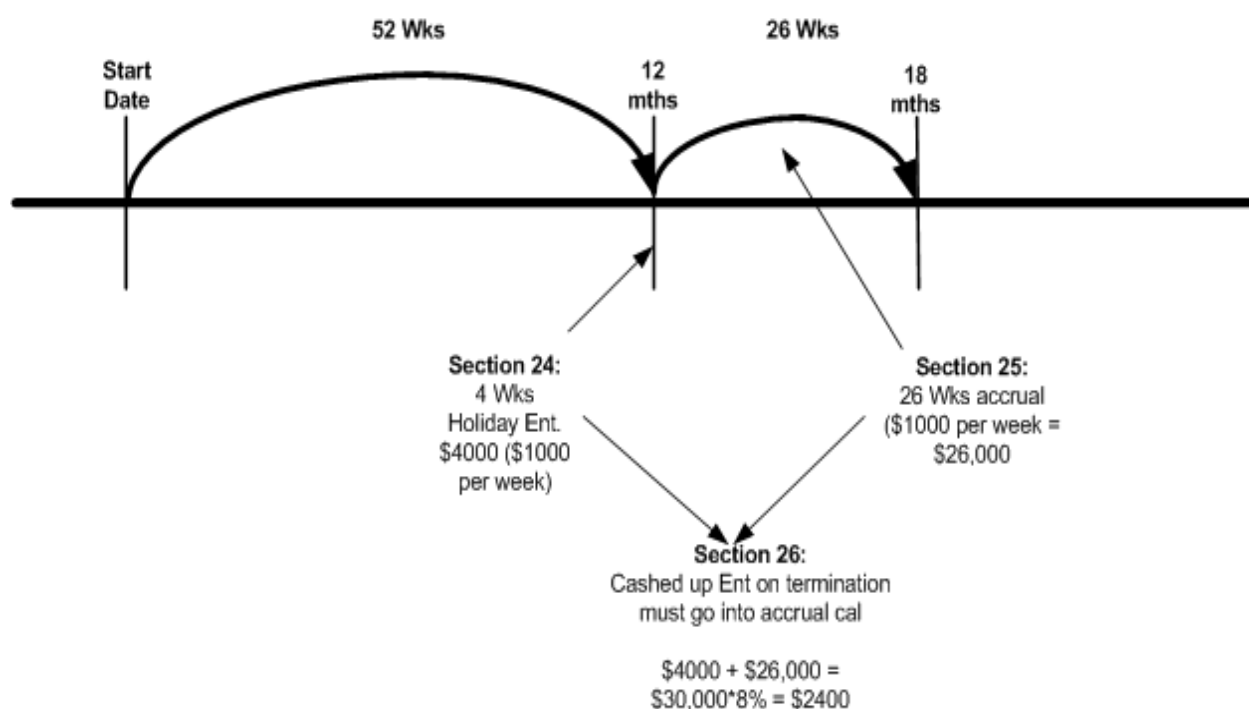 52 Wks
26 Wks
Start
Date
12
mths
18
mths
Section 24:
4 Wks
Holiday Ent.
$4000 ($1000
per week)
Section 25:
26 Wks accrual
($1000 per week =
$26,000
Section 26:
Cashed up Ent on termination
must go into accrual cal
$4000 + $26,000 =
$30,000*8% = $2400